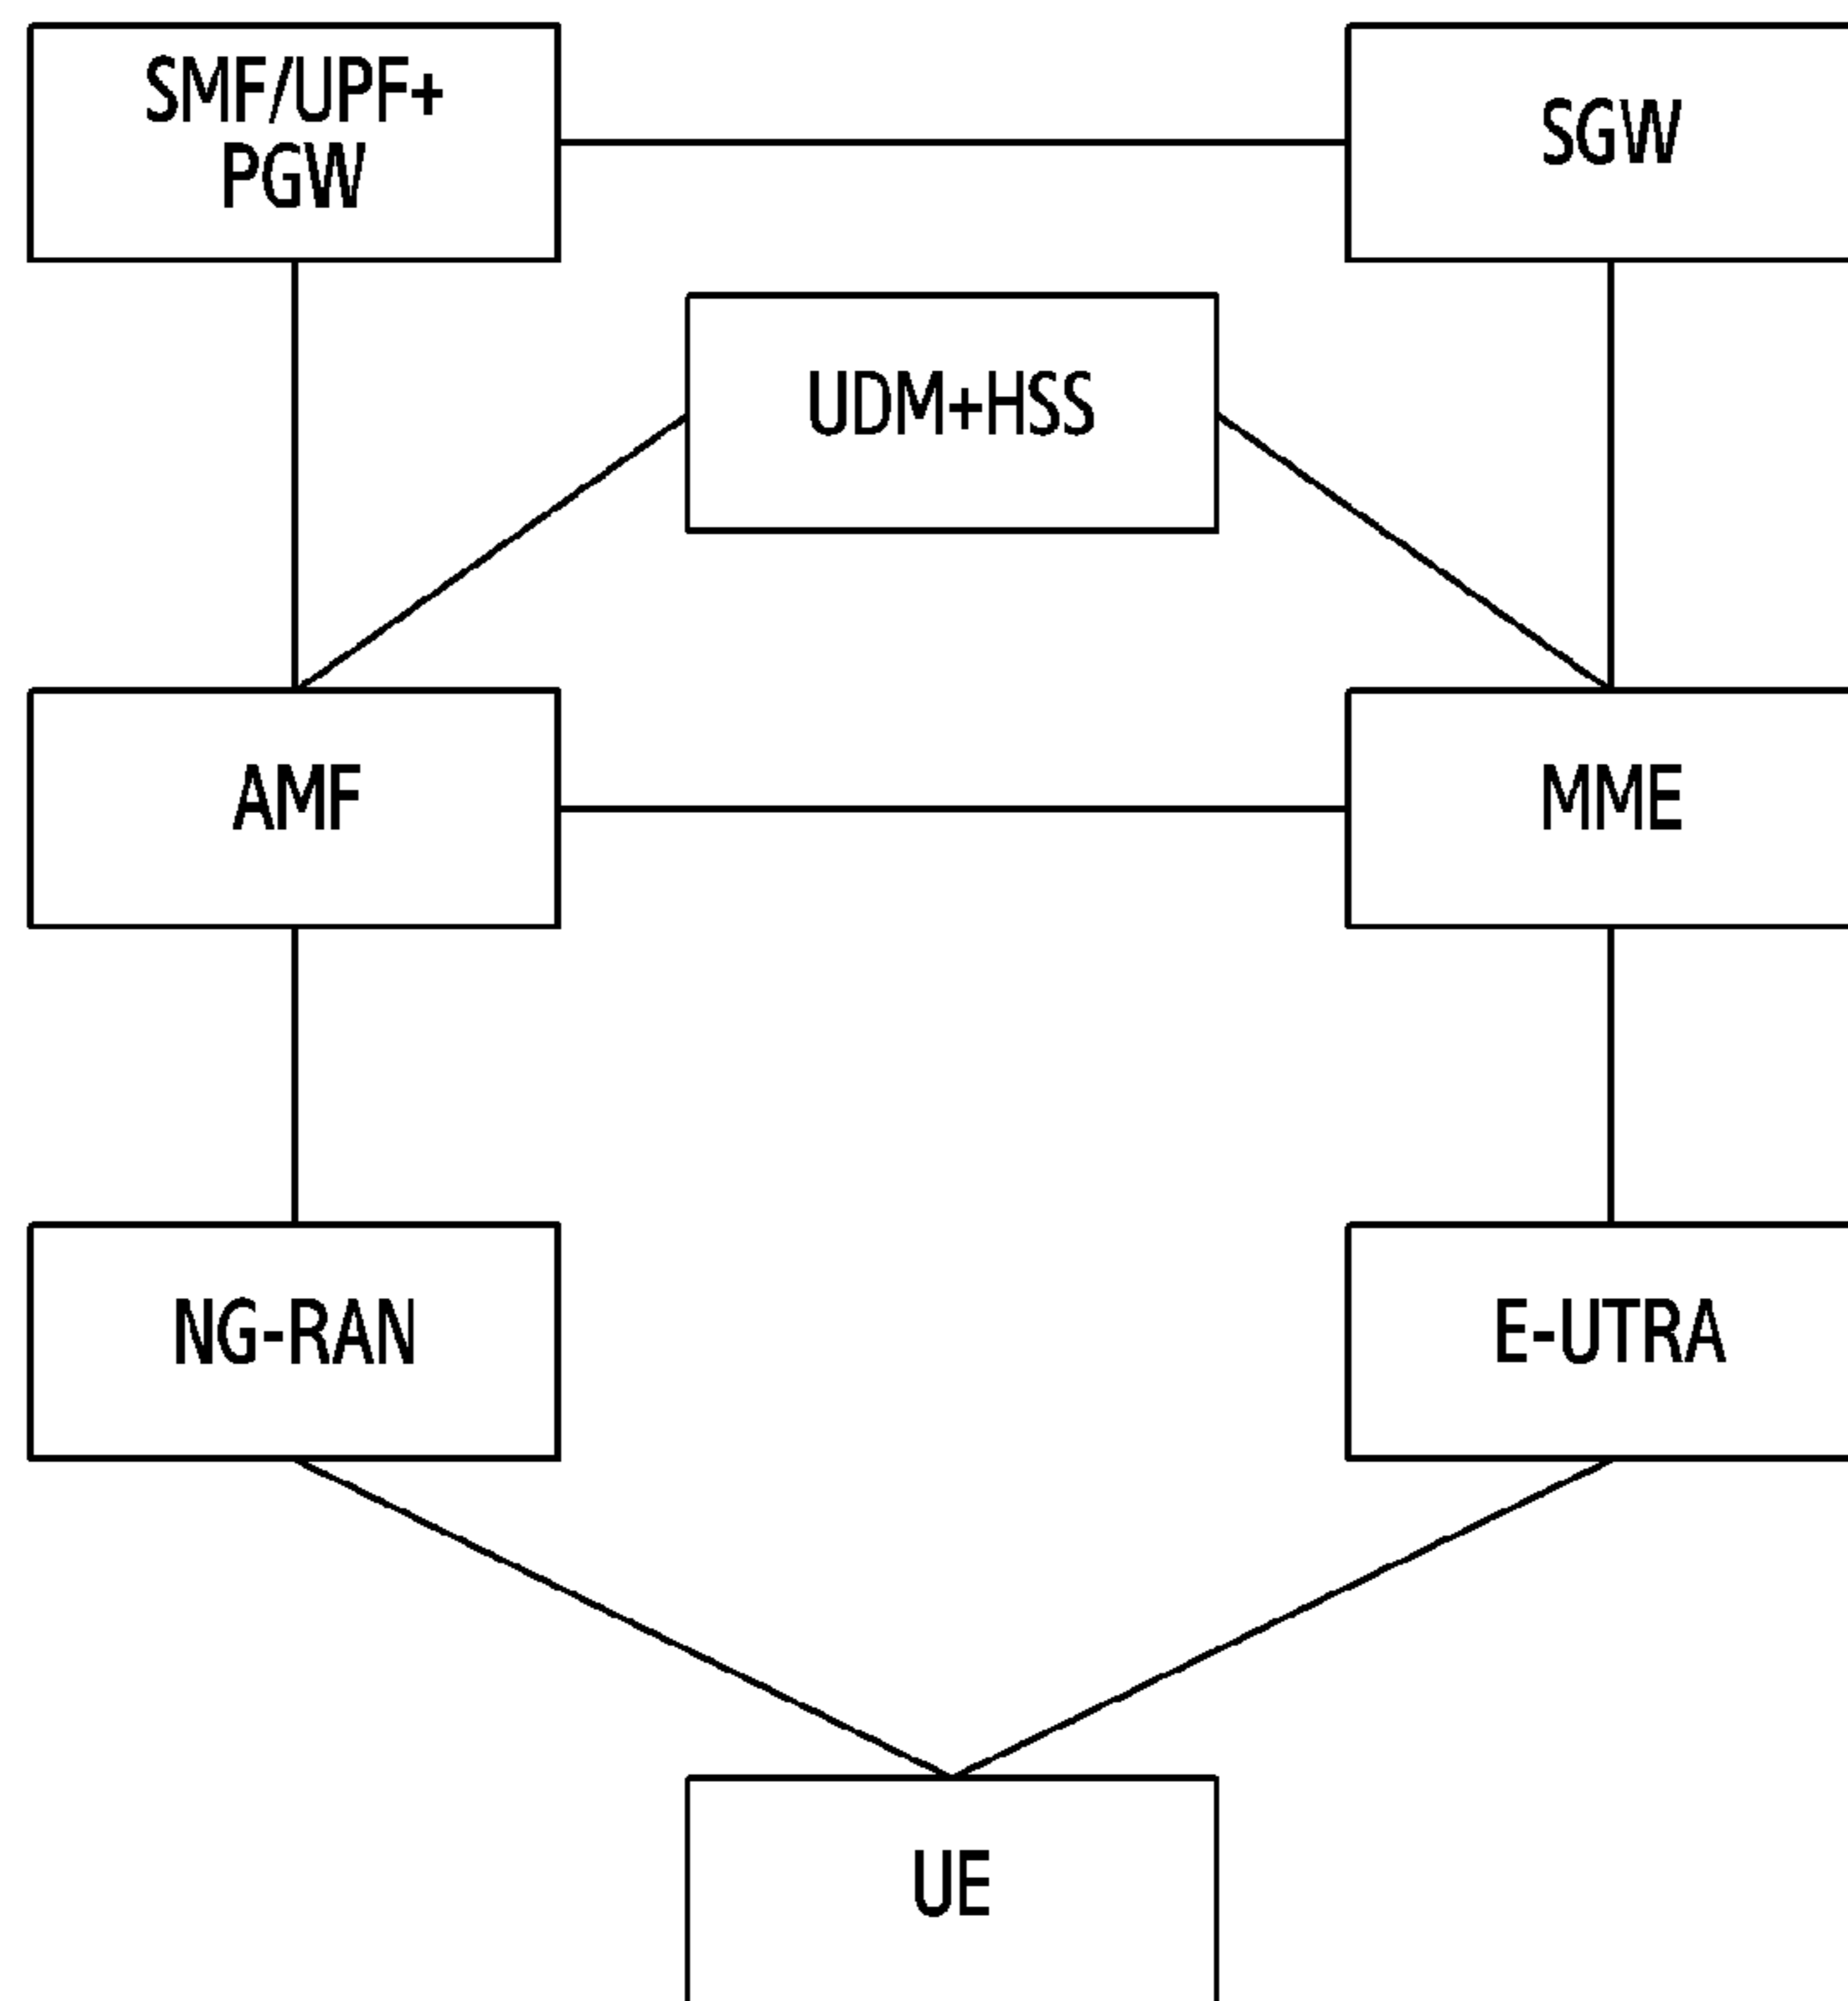 SMF/UPF+
PGW
SGW
UDM+HSS
AMF
MME
NG-RAN
E-UTRA
UE